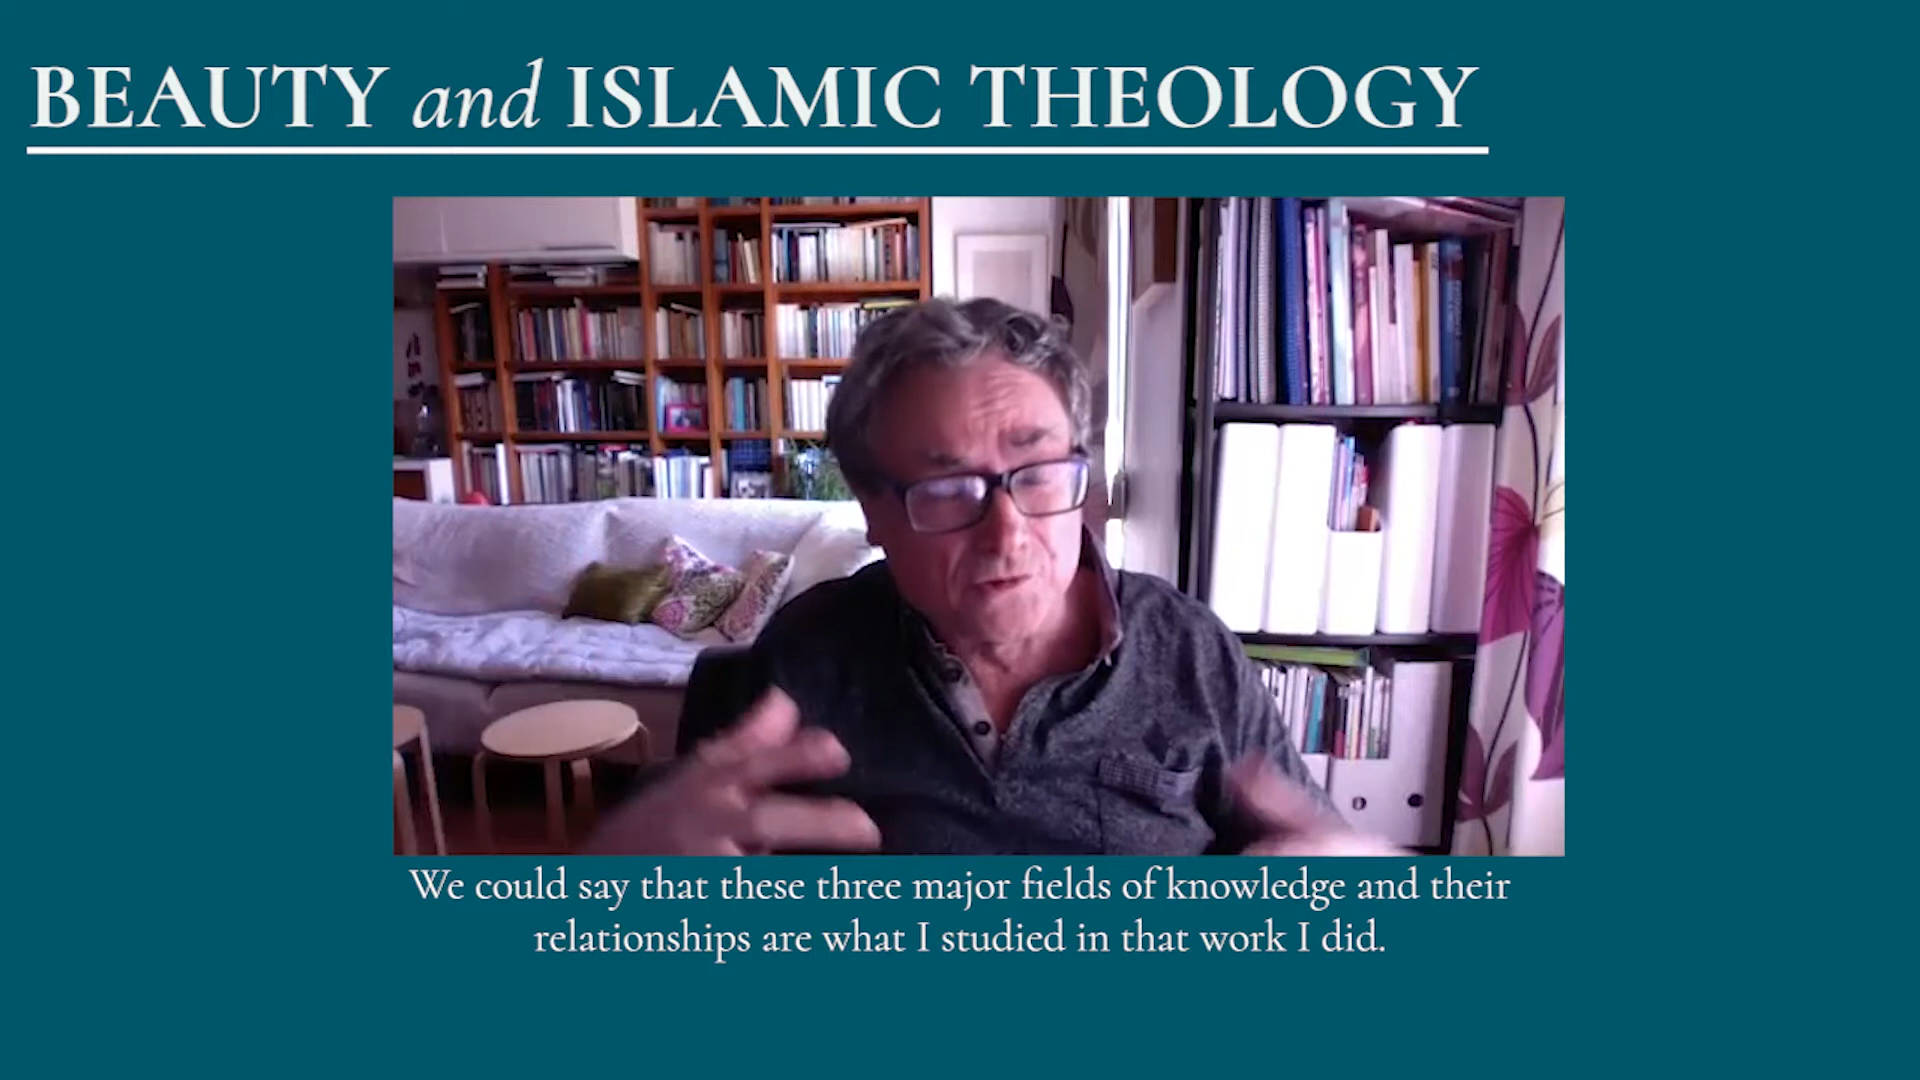 BEAUTY and ISLAMIC THEOLOGY
We could say that these three major fields of knowledge and their
relationships are what I studied in that work I did.